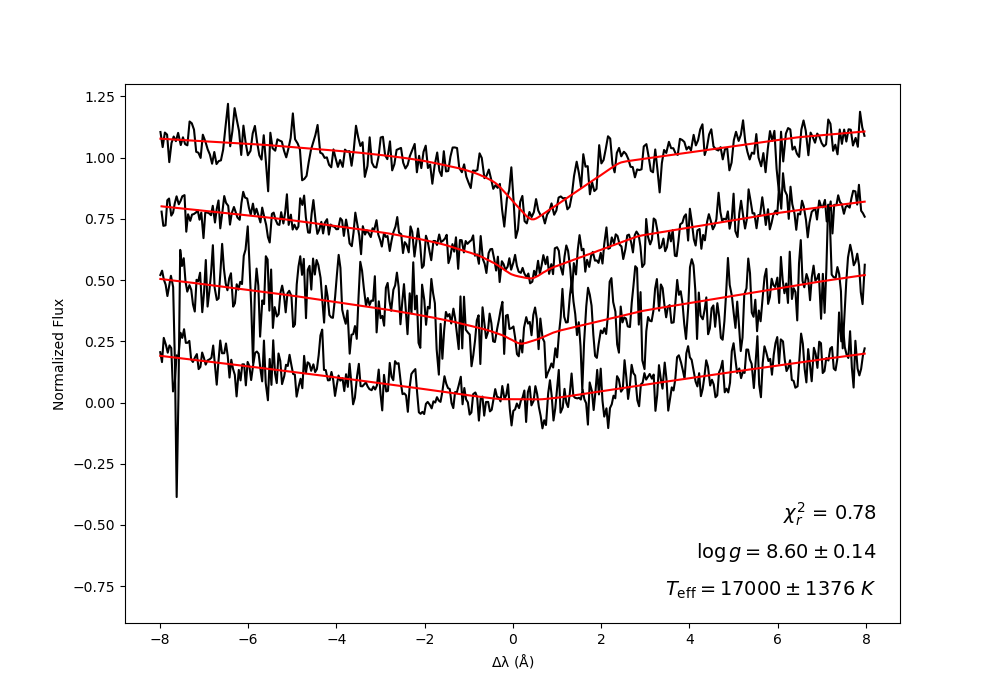 1.25
1.00
0.75
0.50
0.25
0.00
−0.25
−0.50
−0.75
Normalized Flux
χ²ᵣ = 0.78
log g = 8.60 ± 0.14
T_eff = 17000 ± 1376 K
−8 −6 −4 −2 0 2 4 6 8
Δλ (Å)